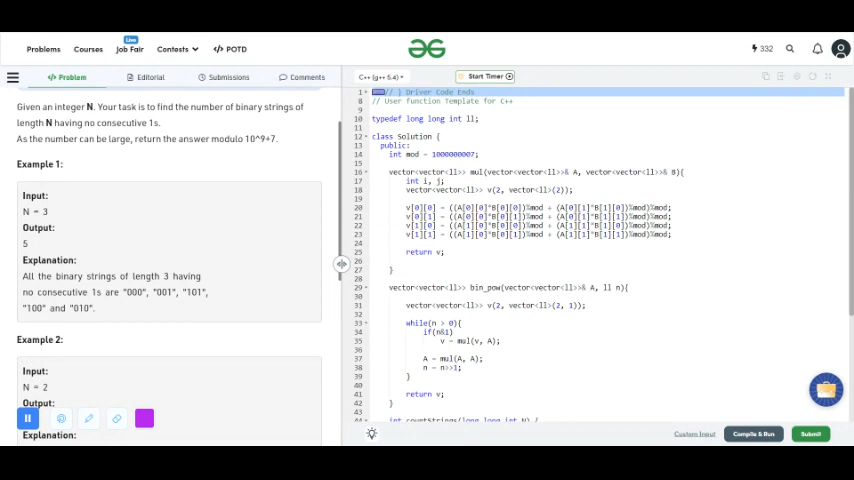 Live
Problems Courses Job Fair Contests </> POTD 332
</> Problem Editorial Submissions Comments
C++ (g++ 5.4) Start Timer
Given an integer N. Your task is to find the number of binary strings of
length N having no consecutive 1s.
As the number can be large, return the answer modulo 10^9+7.
Example 1:
Input:
N = 3
Output:
5
Explanation:
All the binary strings of length 3 having
no consecutive 1s are "000", "001", "101",
"100" and "010".
Example 2:
Input:
N = 2
Output:
Explanation:
1 // } Driver Code Ends
8 // User function Template for C++
9
10 typedef long long int ll;
11
12 class Solution {
13 public:
14 int mod = 1000000007;
15
16 vector<vector<ll>> mul(vector<vector<ll>>& A, vector<vector<ll>>& B){
17 int i, j;
18 vector<vector<ll>> v(2, vector<ll>(2));
19
20 v[0][0] = ((A[0][0]*B[0][0])%mod + (A[0][1]*B[1][0])%mod)%mod;
21 v[0][1] = ((A[0][0]*B[0][1])%mod + (A[0][1]*B[1][1])%mod)%mod;
22 v[1][0] = ((A[1][0]*B[0][0])%mod + (A[1][1]*B[1][0])%mod)%mod;
23 v[1][1] = ((A[1][0]*B[0][1])%mod + (A[1][1]*B[1][1])%mod)%mod;
24
25 return v;
26
27 }
28
29 vector<vector<ll>> bin_pow(vector<vector<ll>>& A, ll n){
30
31 vector<vector<ll>> v(2, vector<ll>(2, 1));
32
33 while(n > 0){
34 if(n&1)
35 v = mul(v, A);
36
37 A = mul(A, A);
38 n = n>>1;
39 }
40
41 return v;
42 }
43
44 int countStrings(long long int N) {
Custom Input Compile & Run Submit